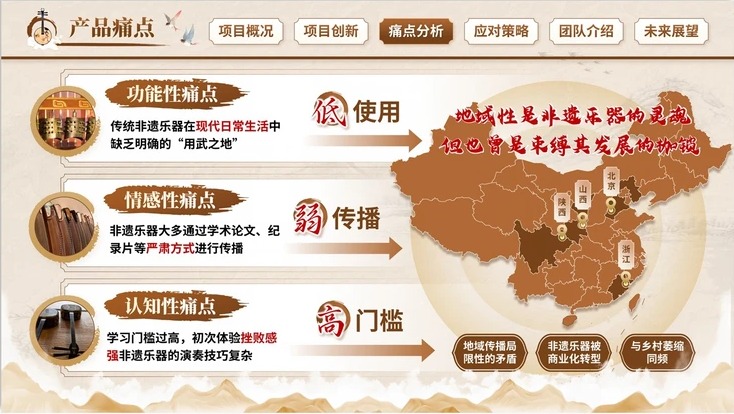 产品痛点
项目概况
项目创新
痛点分析
应对策略
团队介绍
未来展望
功能性痛点
传统非遗乐器在现代日常生活中
缺乏明确的“用武之地”
低使用
情感性痛点
非遗乐器大多通过学术论文、纪
录片等严肃方式进行传播
弱传播
认知性痛点
学习门槛过高，初次体验挫败感
强非遗乐器的演奏技巧复杂
高门槛
地域性是非遗乐器的灵魂
但也曾是束缚其发展的枷锁
北京
山西
陕西
浙江
地域传播局
限性的矛盾
非遗乐器被
商业化转型
与乡村萎缩
同频